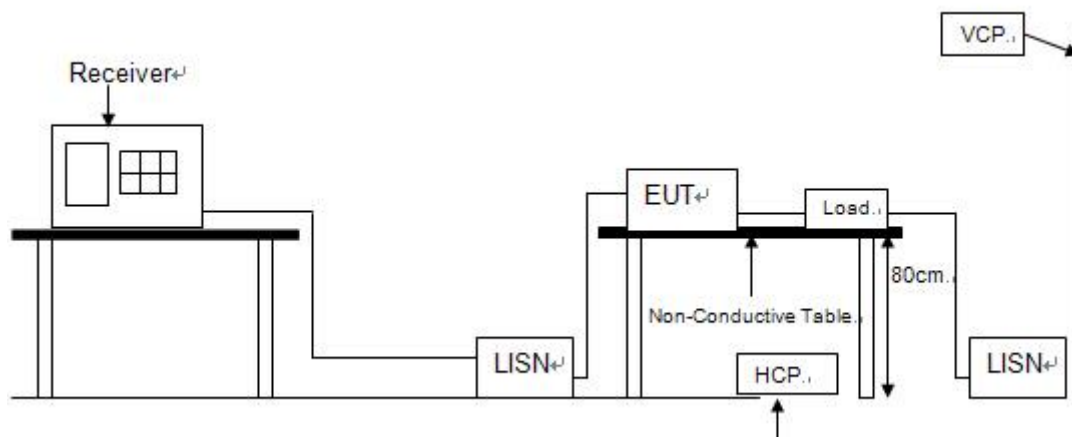 VCP.
Receiver↵
EUT↵
Load.
80cm.
Non-Conductive Table.
LISN↵
HCP.
LISN↵